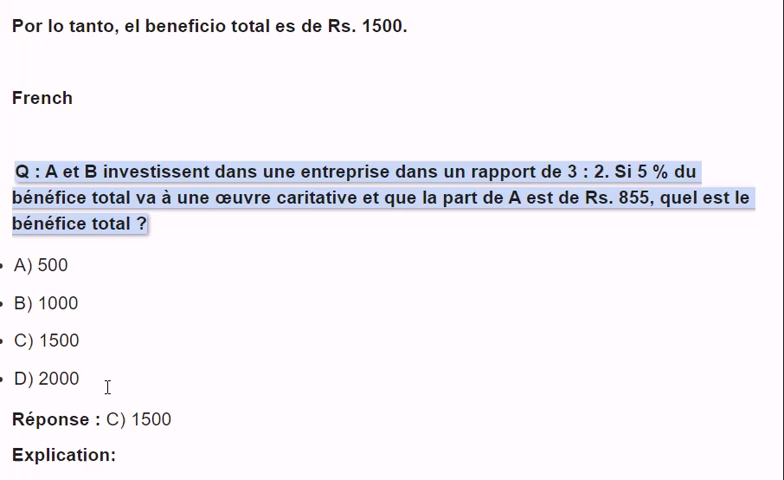 Por lo tanto, el beneficio total es de Rs. 1500.
French
Q : A et B investissent dans une entreprise dans un rapport de 3 : 2. Si 5 % du
bénéfice total va à une œuvre caritative et que la part de A est de Rs. 855, quel est le
bénéfice total ?
A) 500
B) 1000
C) 1500
D) 2000
Réponse : C) 1500
Explication: